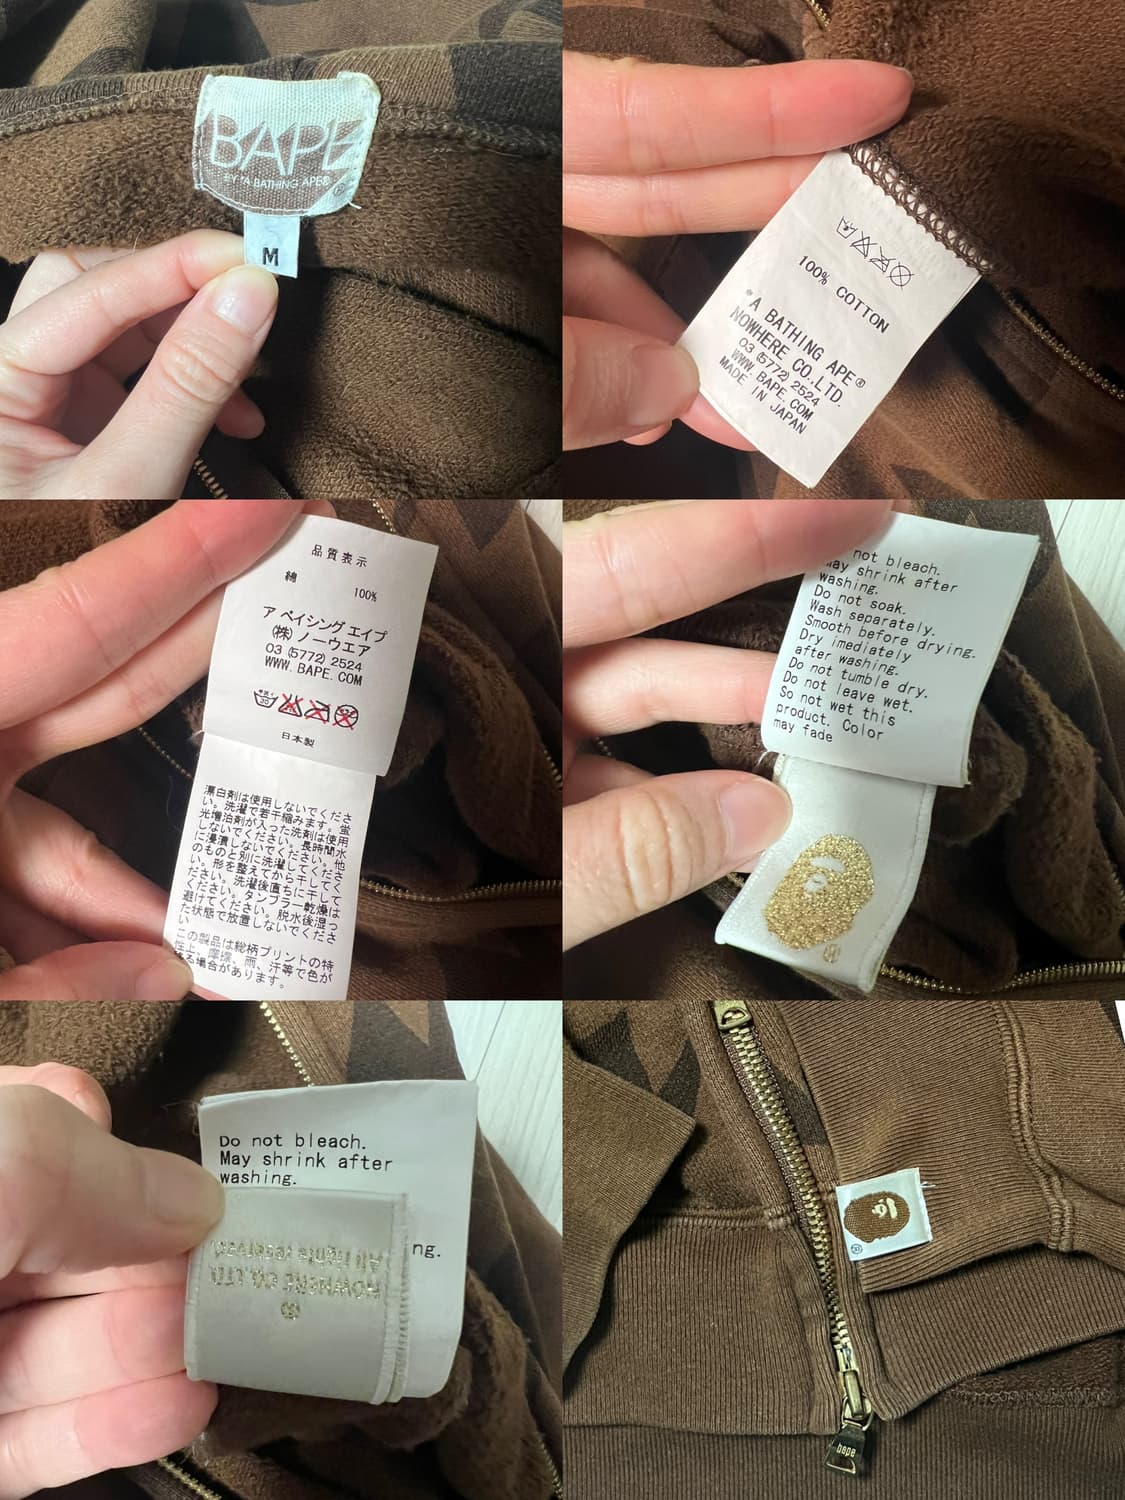 BAPE
BY *A BATHING APE®
M
100% COTTON
*A BATHING APE®
NOWHERE CO.,LTD.
03 (5772) 2524
WWW.BAPE.COM
MADE IN JAPAN
品質表示
綿 100%
ア ベイシング エイプ
(株) ノーウエア
03 (5772) 2524
WWW.BAPE.COM
日本製
漂白剤は使用しないでくださ
い。洗濯で若干縮みます。蛍
光増泊剤が入った洗剤は使用
しないでください。長時間水
に浸漬しないでください。他
のものと別に洗濯してくださ
い。形を整えてから干してく
ださい。洗濯後直ちに干して
ください。タンブラー乾燥は
避けてください。脱水後湿っ
た状態で放置しないでくださ
い
この製品は総柄プリントの特
性上、摩擦、雨、汗等で色が
移る場合があります。
not bleach.
May shrink after
washing.
Do not soak.
Wash separately.
Smooth before drying.
Dry imediately
after washing.
Do not tumble dry.
Do not leave wet.
So not wet this
product. Color
may fade
Do not bleach.
May shrink after
washing.
ng.
NOWHERE CO.,LTD.
All rights reserved.
bape